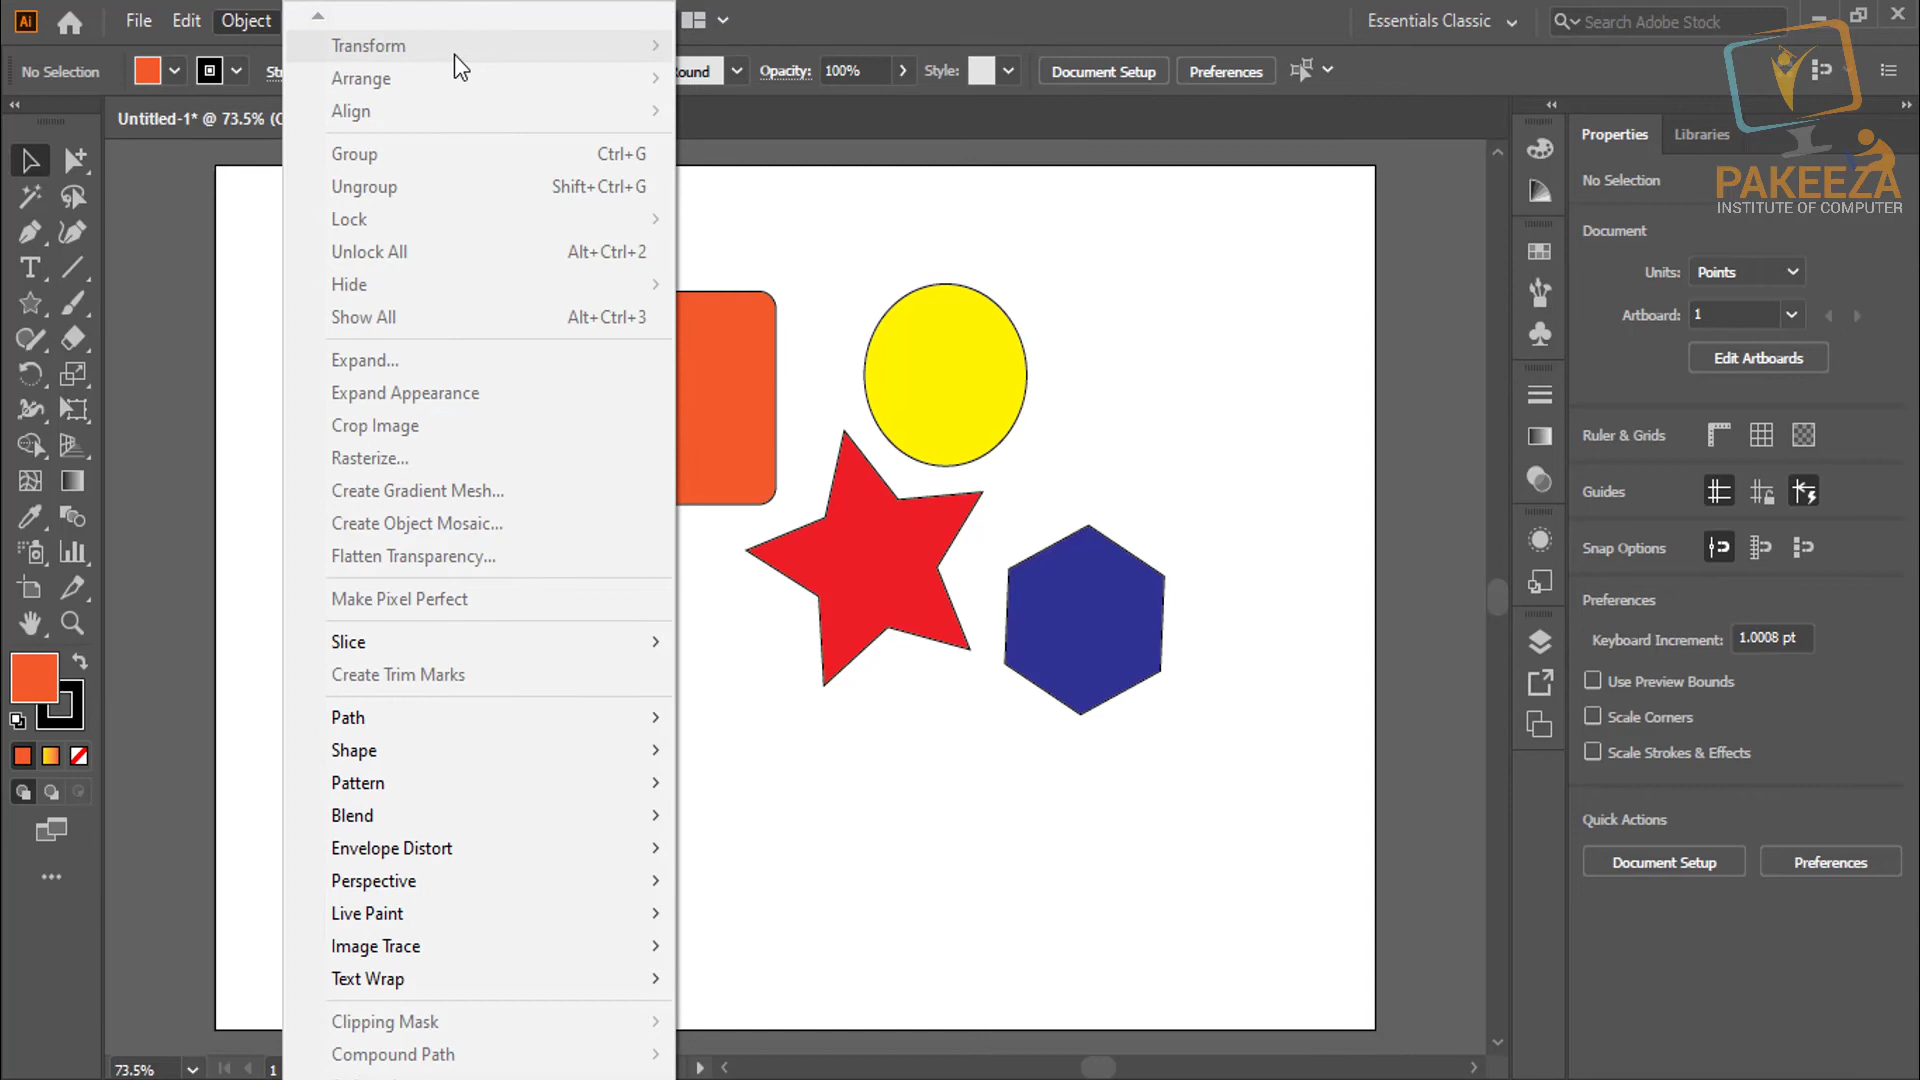 Ai File Edit Object Essentials Classic Search Adobe Stock
No Selection Opacity: 100% Style: Document Setup Preferences
Untitled-1* @ 73.5%
Transform
Arrange
Align
Group Ctrl+G
Ungroup Shift+Ctrl+G
Lock
Unlock All Alt+Ctrl+2
Hide
Show All Alt+Ctrl+3
Expand...
Expand Appearance
Crop Image
Rasterize...
Create Gradient Mesh...
Create Object Mosaic...
Flatten Transparency...
Make Pixel Perfect
Slice
Create Trim Marks
Path
Shape
Pattern
Blend
Envelope Distort
Perspective
Live Paint
Image Trace
Text Wrap
Clipping Mask
Compound Path
73.5% 1
Properties Libraries
PAKEEZA
INSTITUTE OF COMPUTER
No Selection
Document
Units: Points
Artboard: 1
Edit Artboards
Ruler & Grids
Guides
Snap Options
Preferences
Keyboard Increment: 1.0008 pt
Use Preview Bounds
Scale Corners
Scale Strokes & Effects
Quick Actions
Document Setup Preferences